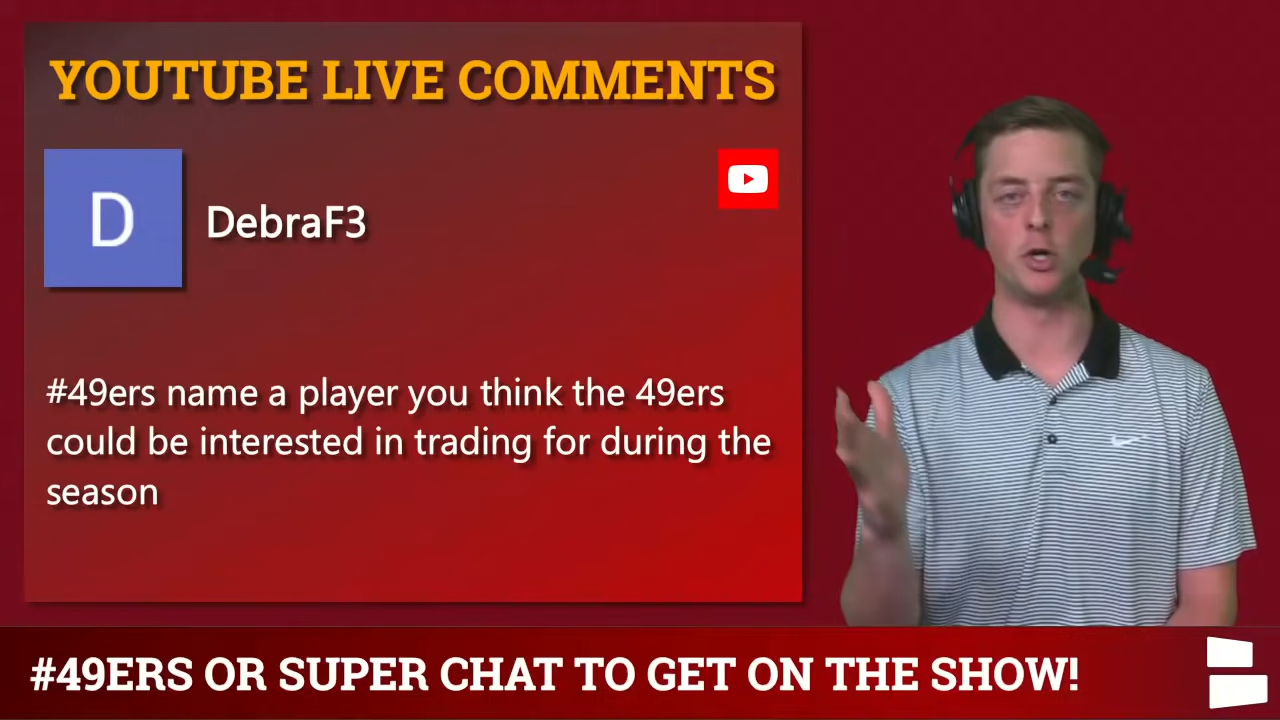 YOUTUBE LIVE COMMENTS
D
DebraF3
#49ers name a player you think the 49ers
could be interested in trading for during the
season
#49ERS OR SUPER CHAT TO GET ON THE SHOW!